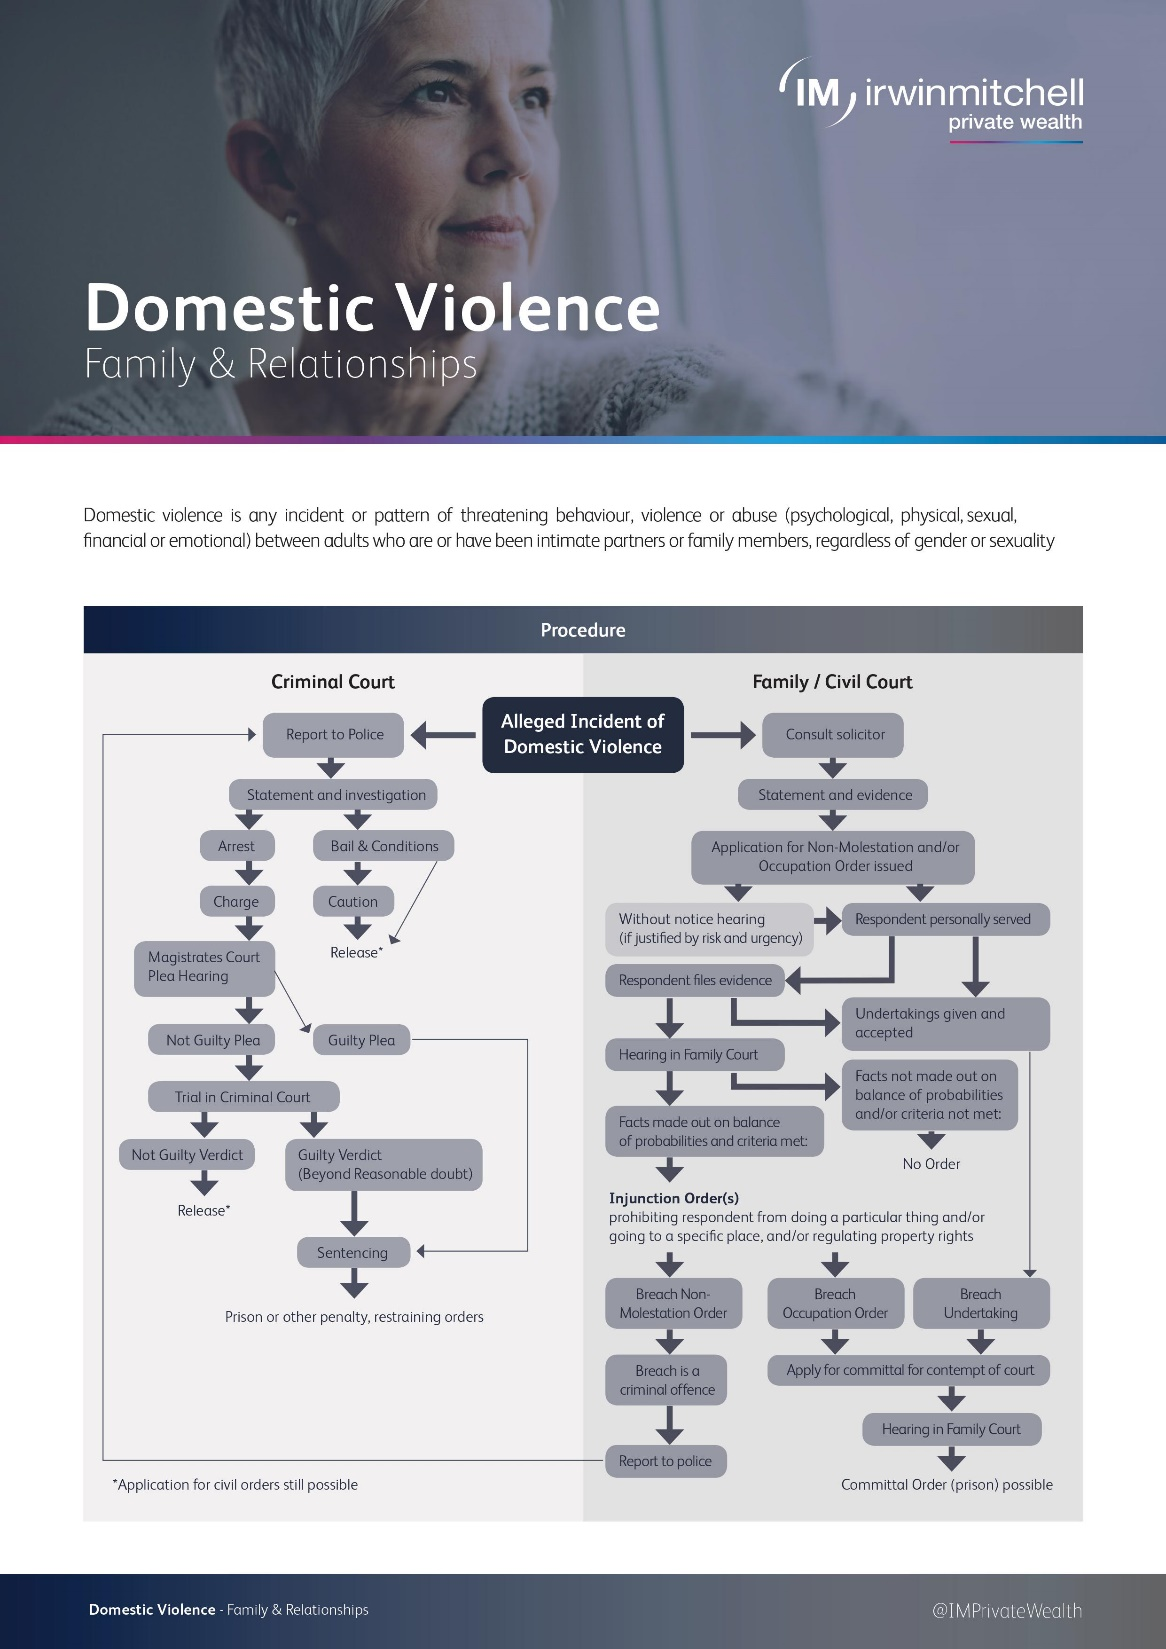 IM irwinmitchell
private wealth
Domestic Violence
Family & Relationships
Domestic violence is any incident or pattern of threatening behaviour, violence or abuse (psychological, physical, sexual,
financial or emotional) between adults who are or have been intimate partners or family members, regardless of gender or sexuality
Procedure
Criminal Court
Family / Civil Court
Alleged Incident of
Domestic Violence
Report to Police
Statement and investigation
Arrest
Bail & Conditions
Charge
Caution
Release*
Magistrates Court
Plea Hearing
Not Guilty Plea
Guilty Plea
Trial in Criminal Court
Not Guilty Verdict
Guilty Verdict
(Beyond Reasonable doubt)
Release*
Sentencing
Prison or other penalty, restraining orders
*Application for civil orders still possible
Consult solicitor
Statement and evidence
Application for Non-Molestation and/or
Occupation Order issued
Without notice hearing
(if justified by risk and urgency)
Respondent personally served
Respondent files evidence
Undertakings given and
accepted
Hearing in Family Court
Facts not made out on
balance of probabilities
and/or criteria not met:
Facts made out on balance
of probabilities and criteria met:
No Order
Injunction Order(s)
prohibiting respondent from doing a particular thing and/or
going to a specific place, and/or regulating property rights
Breach Non-
Molestation Order
Breach
Occupation Order
Breach
Undertaking
Breach is a
criminal offence
Apply for committal for contempt of court
Hearing in Family Court
Report to police
Committal Order (prison) possible
Domestic Violence - Family & Relationships
@IMPrivateWealth